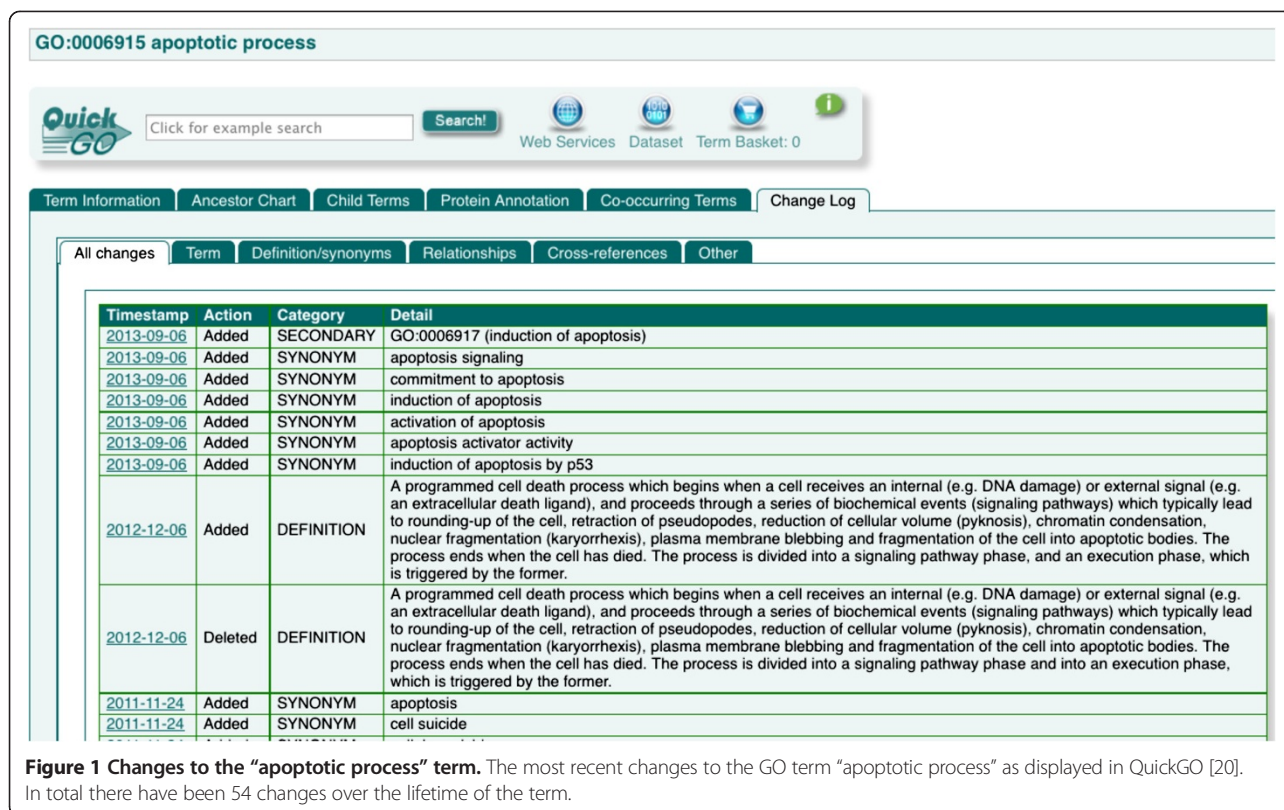 GO:0006915 apoptotic process
Quick GO
Click for example search
Search!
Web Services Dataset Term Basket: 0
i
Term Information Ancestor Chart Child Terms Protein Annotation Co-occurring Terms Change Log
All changes Term Definition/synonyms Relationships Cross-references Other
Timestamp Action Category Detail
2013-09-06 Added SECONDARY GO:0006917 (induction of apoptosis)
2013-09-06 Added SYNONYM apoptosis signaling
2013-09-06 Added SYNONYM commitment to apoptosis
2013-09-06 Added SYNONYM induction of apoptosis
2013-09-06 Added SYNONYM activation of apoptosis
2013-09-06 Added SYNONYM apoptosis activator activity
2013-09-06 Added SYNONYM induction of apoptosis by p53
2012-12-06 Added DEFINITION
A programmed cell death process which begins when a cell receives an internal (e.g. DNA damage) or external signal (e.g.
an extracellular death ligand), and proceeds through a series of biochemical events (signaling pathways) which typically lead
to rounding-up of the cell, retraction of pseudopodes, reduction of cellular volume (pyknosis), chromatin condensation,
nuclear fragmentation (karyorrhexis), plasma membrane blebbing and fragmentation of the cell into apoptotic bodies. The
process ends when the cell has died. The process is divided into a signaling pathway phase, and an execution phase, which
is triggered by the former.
2012-12-06 Deleted DEFINITION
A programmed cell death process which begins when a cell receives an internal (e.g. DNA damage) or external signal (e.g.
an extracellular death ligand), and proceeds through a series of biochemical events (signaling pathways) which typically lead
to rounding-up of the cell, retraction of pseudopodes, reduction of cellular volume (pyknosis), chromatin condensation,
nuclear fragmentation (karyorrhexis), plasma membrane blebbing and fragmentation of the cell into apoptotic bodies. The
process ends when the cell has died. The process is divided into a signaling pathway phase and into an execution phase,
which is triggered by the former.
2011-11-24 Added SYNONYM apoptosis
2011-11-24 Added SYNONYM cell suicide
Figure 1 Changes to the “apoptotic process” term. The most recent changes to the GO term “apoptotic process” as displayed in QuickGO [20].
In total there have been 54 changes over the lifetime of the term.